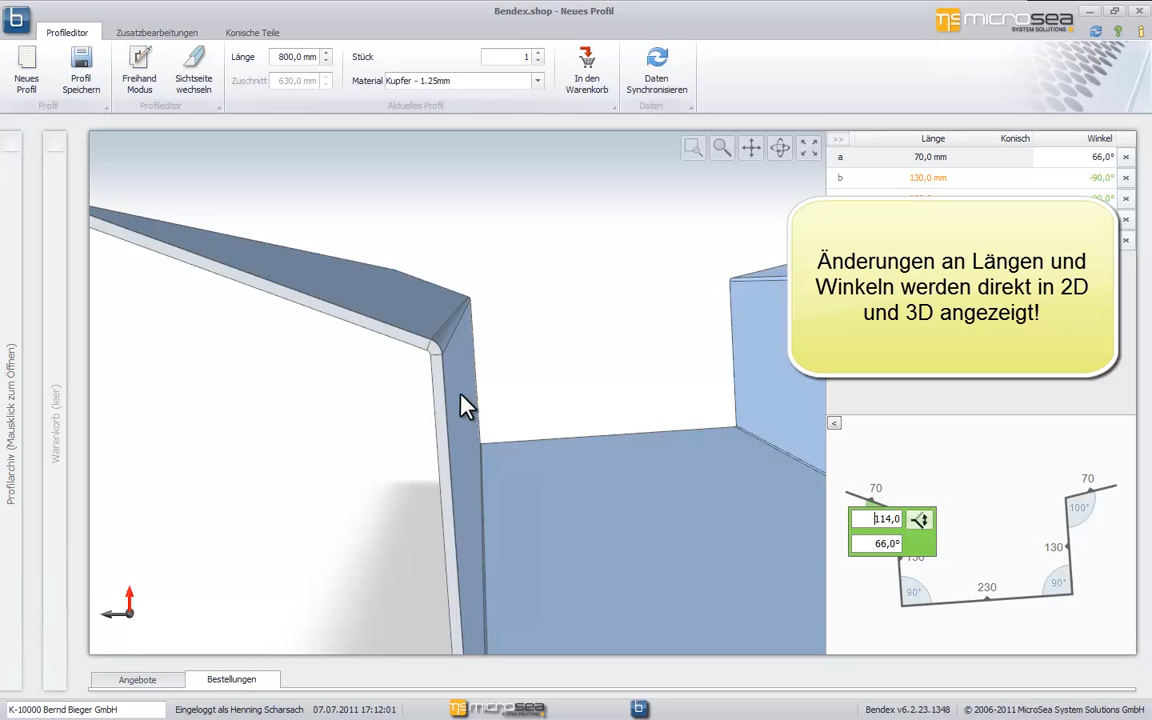 Bendex.shop - Neues Profil
Profileditor
Zusatzbearbeitungen
Konische Teile
microsea
SYSTEM SOLUTIONS
Neues Profil
Profil Speichern
Freihand Modus
Sichtseite wechseln
Länge 800,0 mm
Zuschnitt 630,0 mm
Stück 1
Material Kupfer - 1.25mm
In den Warenkorb
Daten Synchronisieren
Profil
Profileditor
Aktuelles Profil
Daten
>> Länge Konisch Winkel
a 70,0 mm 66,0°
b 130,0 mm -90,0°
Änderungen an Längen und
Winkeln werden direkt in 2D
und 3D angezeigt!
Profilarchiv (Mausklick zum Öffnen)
Warenkorb (leer)
<
70
70
114,0
66,0°
100°
130
130
90°
90°
230
Angebote
Bestellungen
K-10000 Bernd Bieger GmbH
Eingeloggt als Henning Scharsach
07.07.2011 17:12:01
microsea
Bendex v6.2.23.1348
© 2006-2011 MicroSea System Solutions GmbH